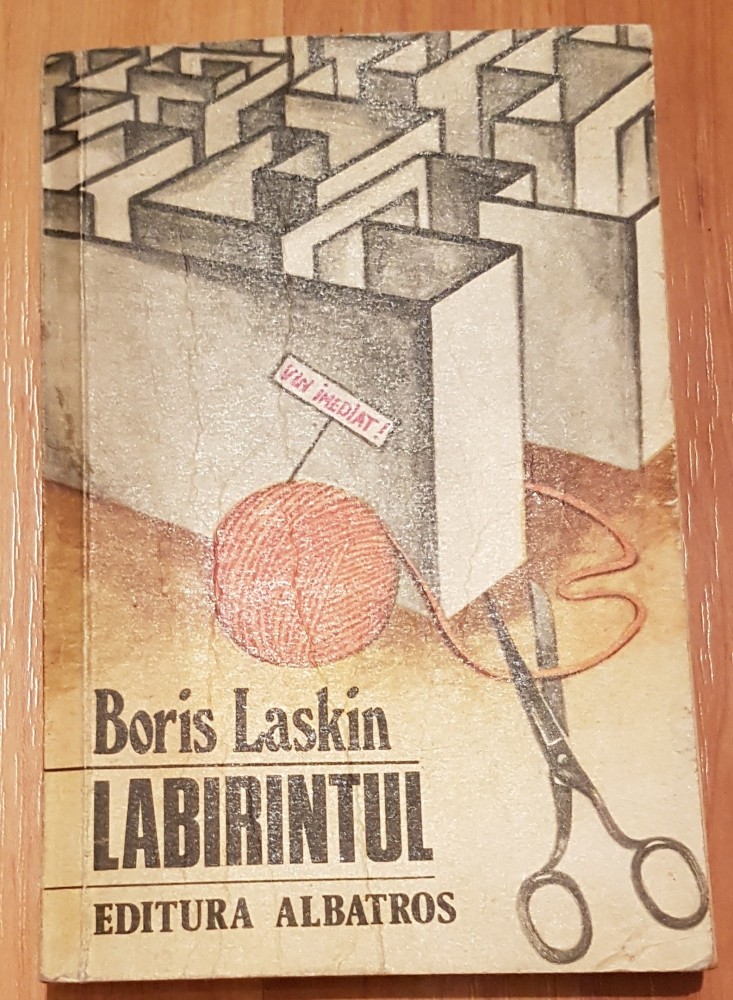 VIN IMEDIAT!
Boris Laskin
LABIRINTUL
EDITURA ALBATROS